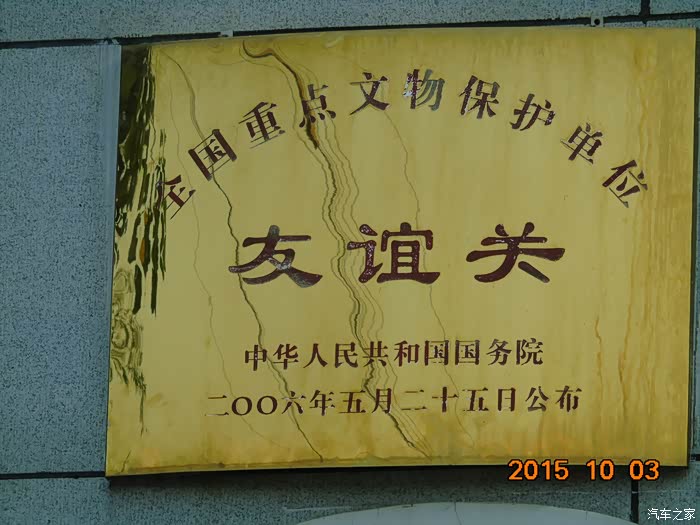 全国重点文物保护单位
友谊关
中华人民共和国国务院
二〇〇六年五月二十五日公布
2015 10 03
汽车之家